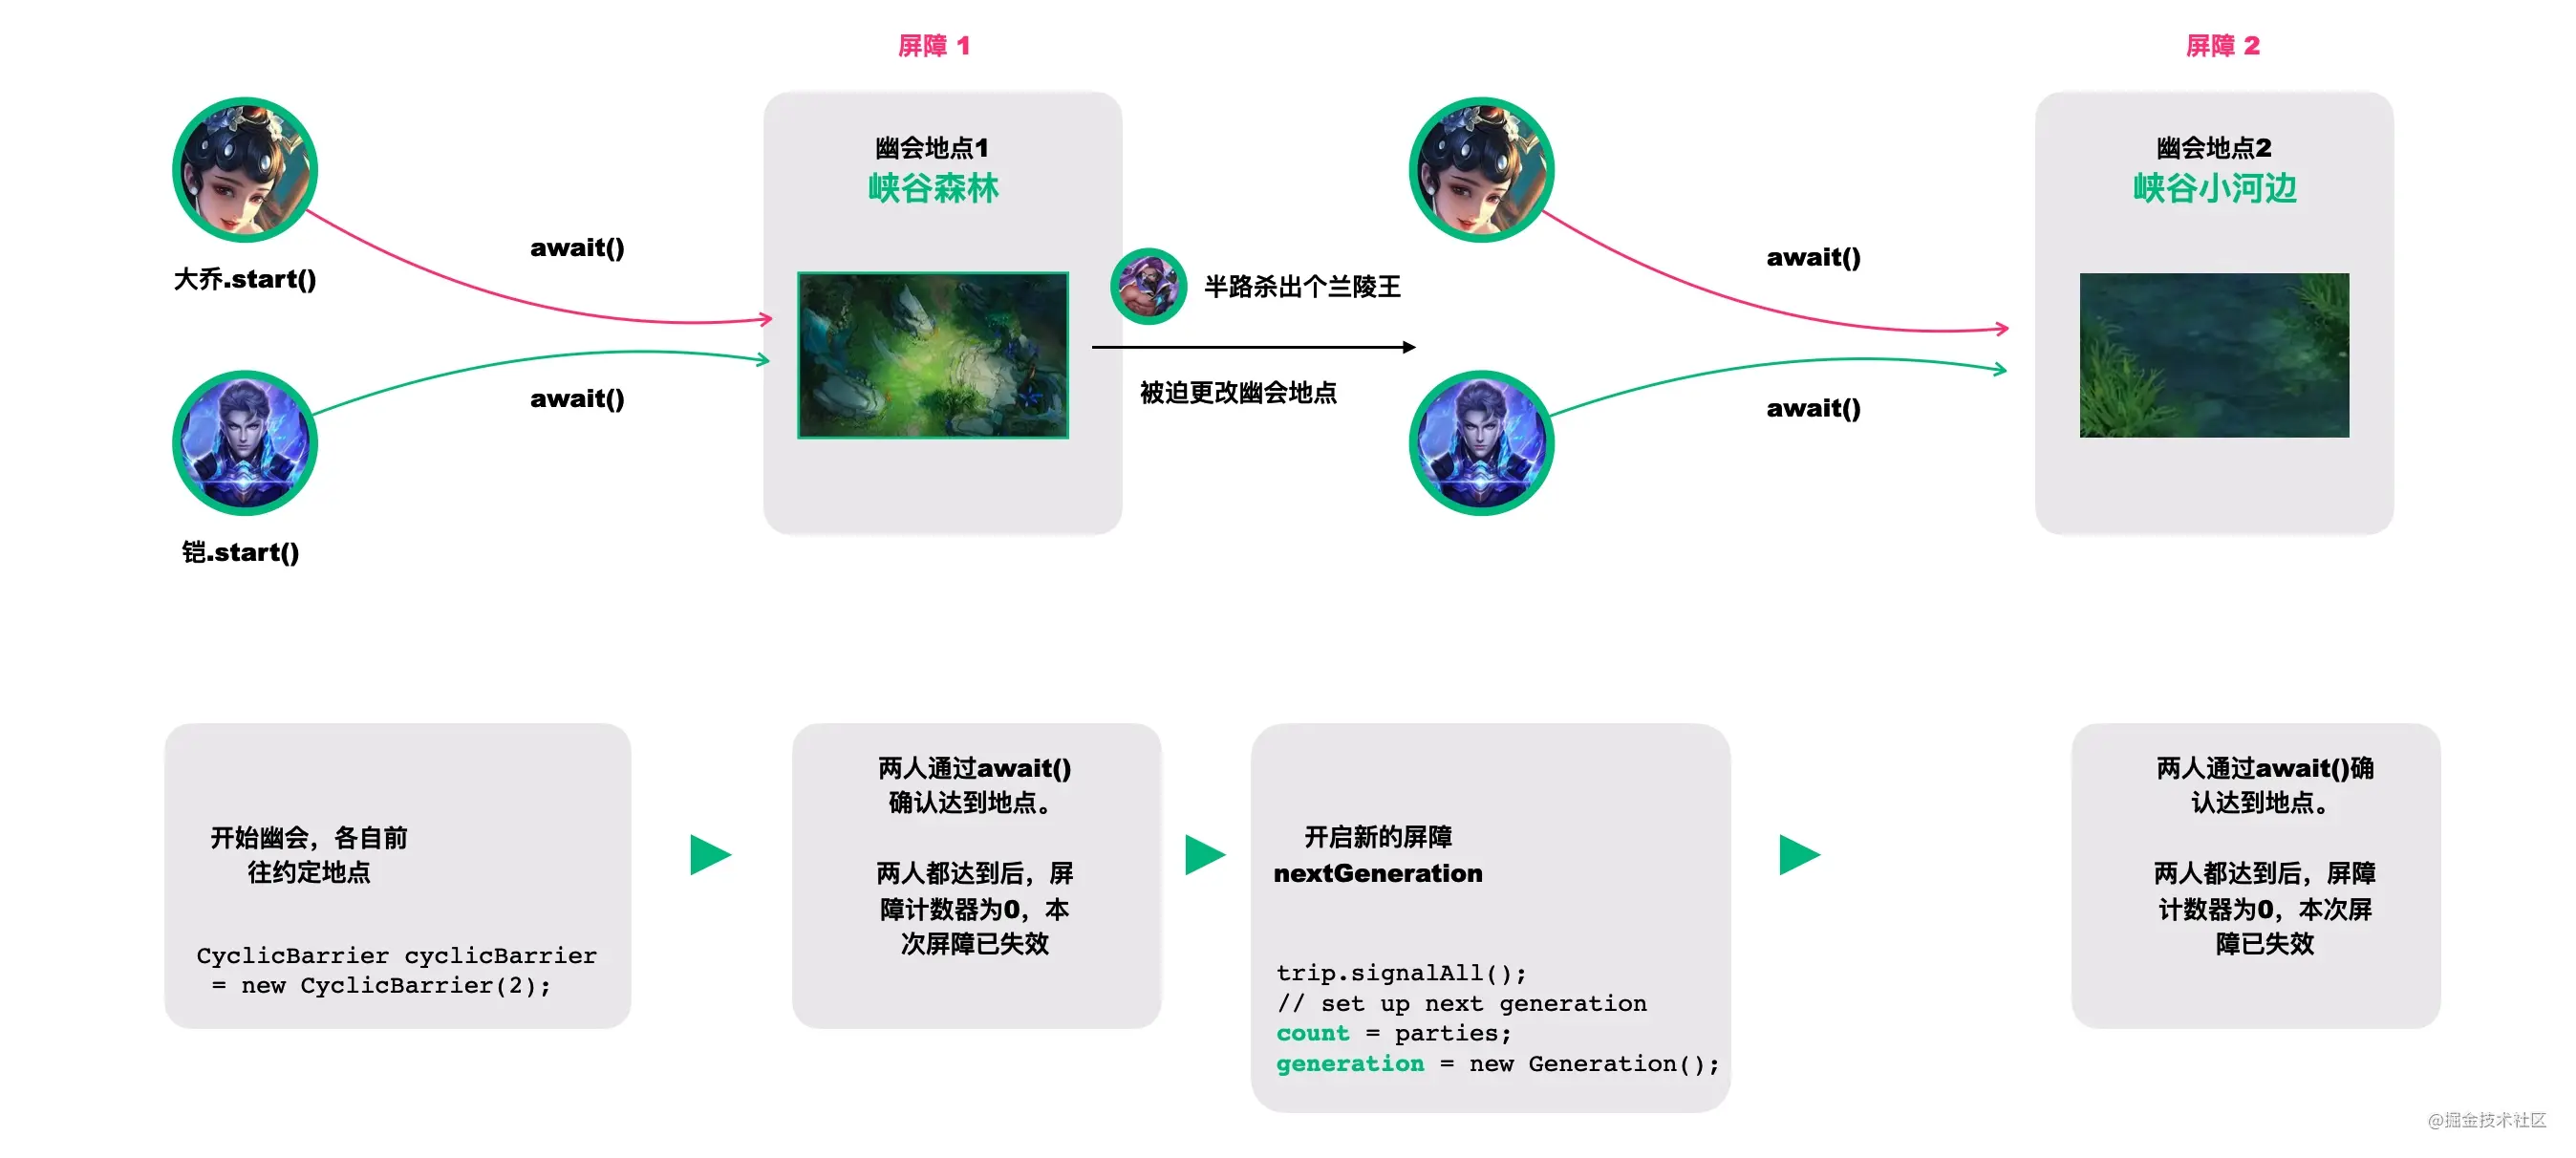 屏障 1
屏障 2
幽会地点1
峡谷森林
幽会地点2
峡谷小河边
await()
await()
大乔.start()
半路杀出个兰陵王
被迫更改幽会地点
await()
await()
铠.start()
开始幽会，各自前
往约定地点
CyclicBarrier cyclicBarrier
= new CyclicBarrier(2);
两人通过await()
确认达到地点。
两人都达到后，屏
障计数器为0，本
次屏障已失效
开启新的屏障
nextGeneration
trip.signalAll();
// set up next generation
count = parties;
generation = new Generation();
两人通过await()确
认达到地点。
两人都达到后，屏障
计数器为0，本次屏
障已失效
@掘金技术社区